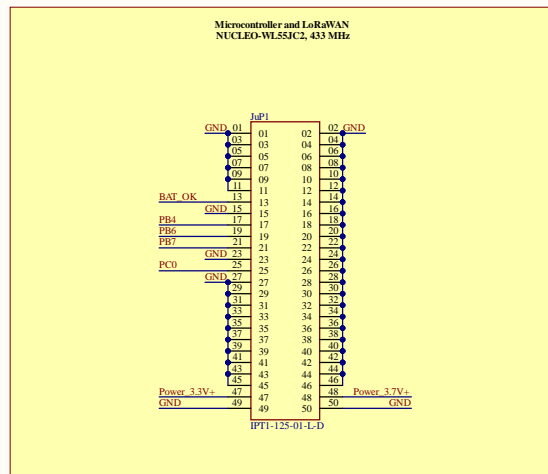 Microcontroller and LoRaWAN
NUCLEO-WL55JC2, 433 MHz
JuP1
GND 01 01 02 02 GND
03 03 04 04
05 05 06 06
07 07 08 08
09 09 10 10
11 11 12 12
BAT_OK 13 13 14 14
GND 15 15 16 16
PB4 17 17 18 18
PB6 19 19 20 20
PB7 21 21 22 22
GND 23 23 24 24
PC0 25 25 26 26
GND 27 27 28 28
29 29 30 30
31 31 32 32
33 33 34 34
35 35 36 36
37 37 38 38
39 39 40 40
41 41 42 42
43 43 44 44
45 45 46 46
Power_3.3V+ 47 47 48 48 Power_3.7V+
GND 49 49 50 50 GND
IPT1-125-01-L-D